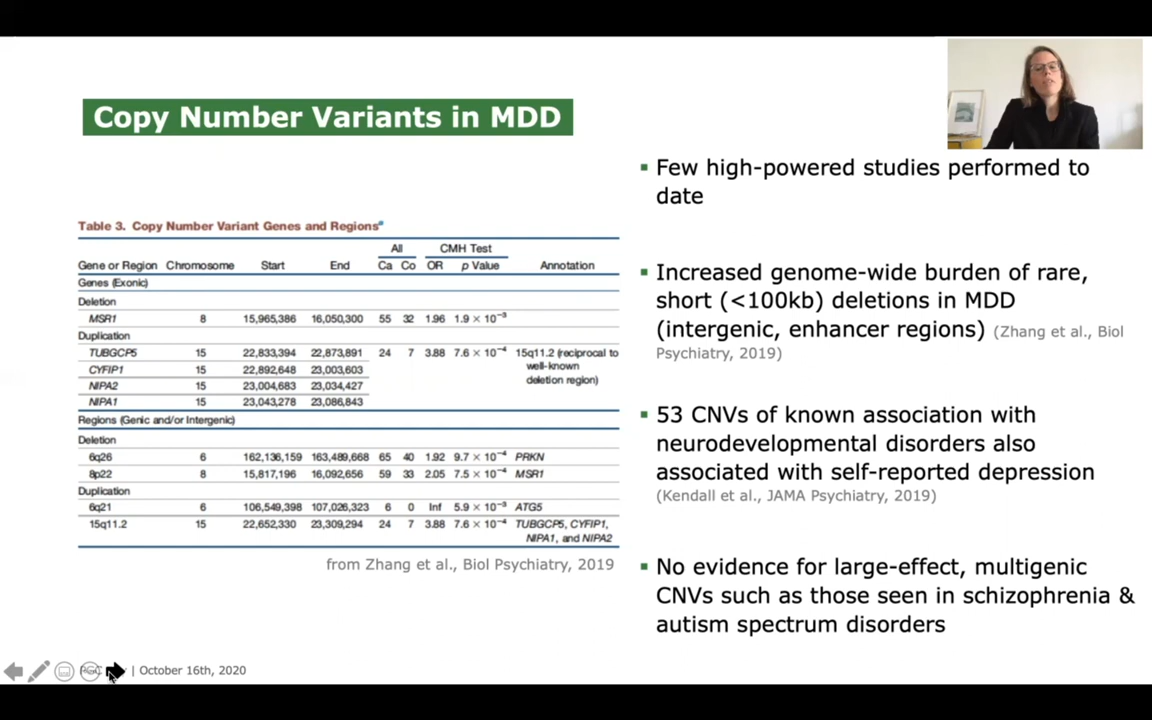 Copy Number Variants in MDD
Table 3. Copy Number Variant Genes and Regions a
All CMH Test
Gene or Region Chromosome Start End Ca Co OR p Value Annotation
Genes (Exonic)
Deletion
MSR1 8 15,965,386 16,050,300 55 32 1.96 1.9 × 10⁻³
Duplication
TUBGCP5 15 22,833,394 22,873,891 24 7 3.88 7.6 × 10⁻⁴ 15q11.2 (reciprocal to
well-known
CYFIP1 15 22,892,648 23,003,603
deletion region)
NIPA2 15 23,004,683 23,034,427
NIPA1 15 23,043,278 23,086,843
Regions (Genic and/or Intergenic)
Deletion
6q26 6 162,136,159 163,489,668 65 40 1.92 9.7 × 10⁻⁴ PRKN
8p22 8 15,817,196 16,092,656 59 33 2.05 7.5 × 10⁻⁴ MSR1
Duplication
6q21 6 106,549,398 107,026,323 6 0 Inf 5.9 × 10⁻³ ATG5
15q11.2 15 22,652,330 23,309,294 24 7 3.88 7.6 × 10⁻⁴ TUBGCP5, CYFIP1,
NIPA1, and NIPA2
from Zhang et al., Biol Psychiatry, 2019
▪ Few high-powered studies performed to
date
▪ Increased genome-wide burden of rare,
short (<100kb) deletions in MDD
(intergenic, enhancer regions) (Zhang et al., Biol
Psychiatry, 2019)
▪ 53 CNVs of known association with
neurodevelopmental disorders also
associated with self-reported depression
(Kendall et al., JAMA Psychiatry, 2019)
▪ No evidence for large-effect, multigenic
CNVs such as those seen in schizophrenia &
autism spectrum disorders
| October 16th, 2020